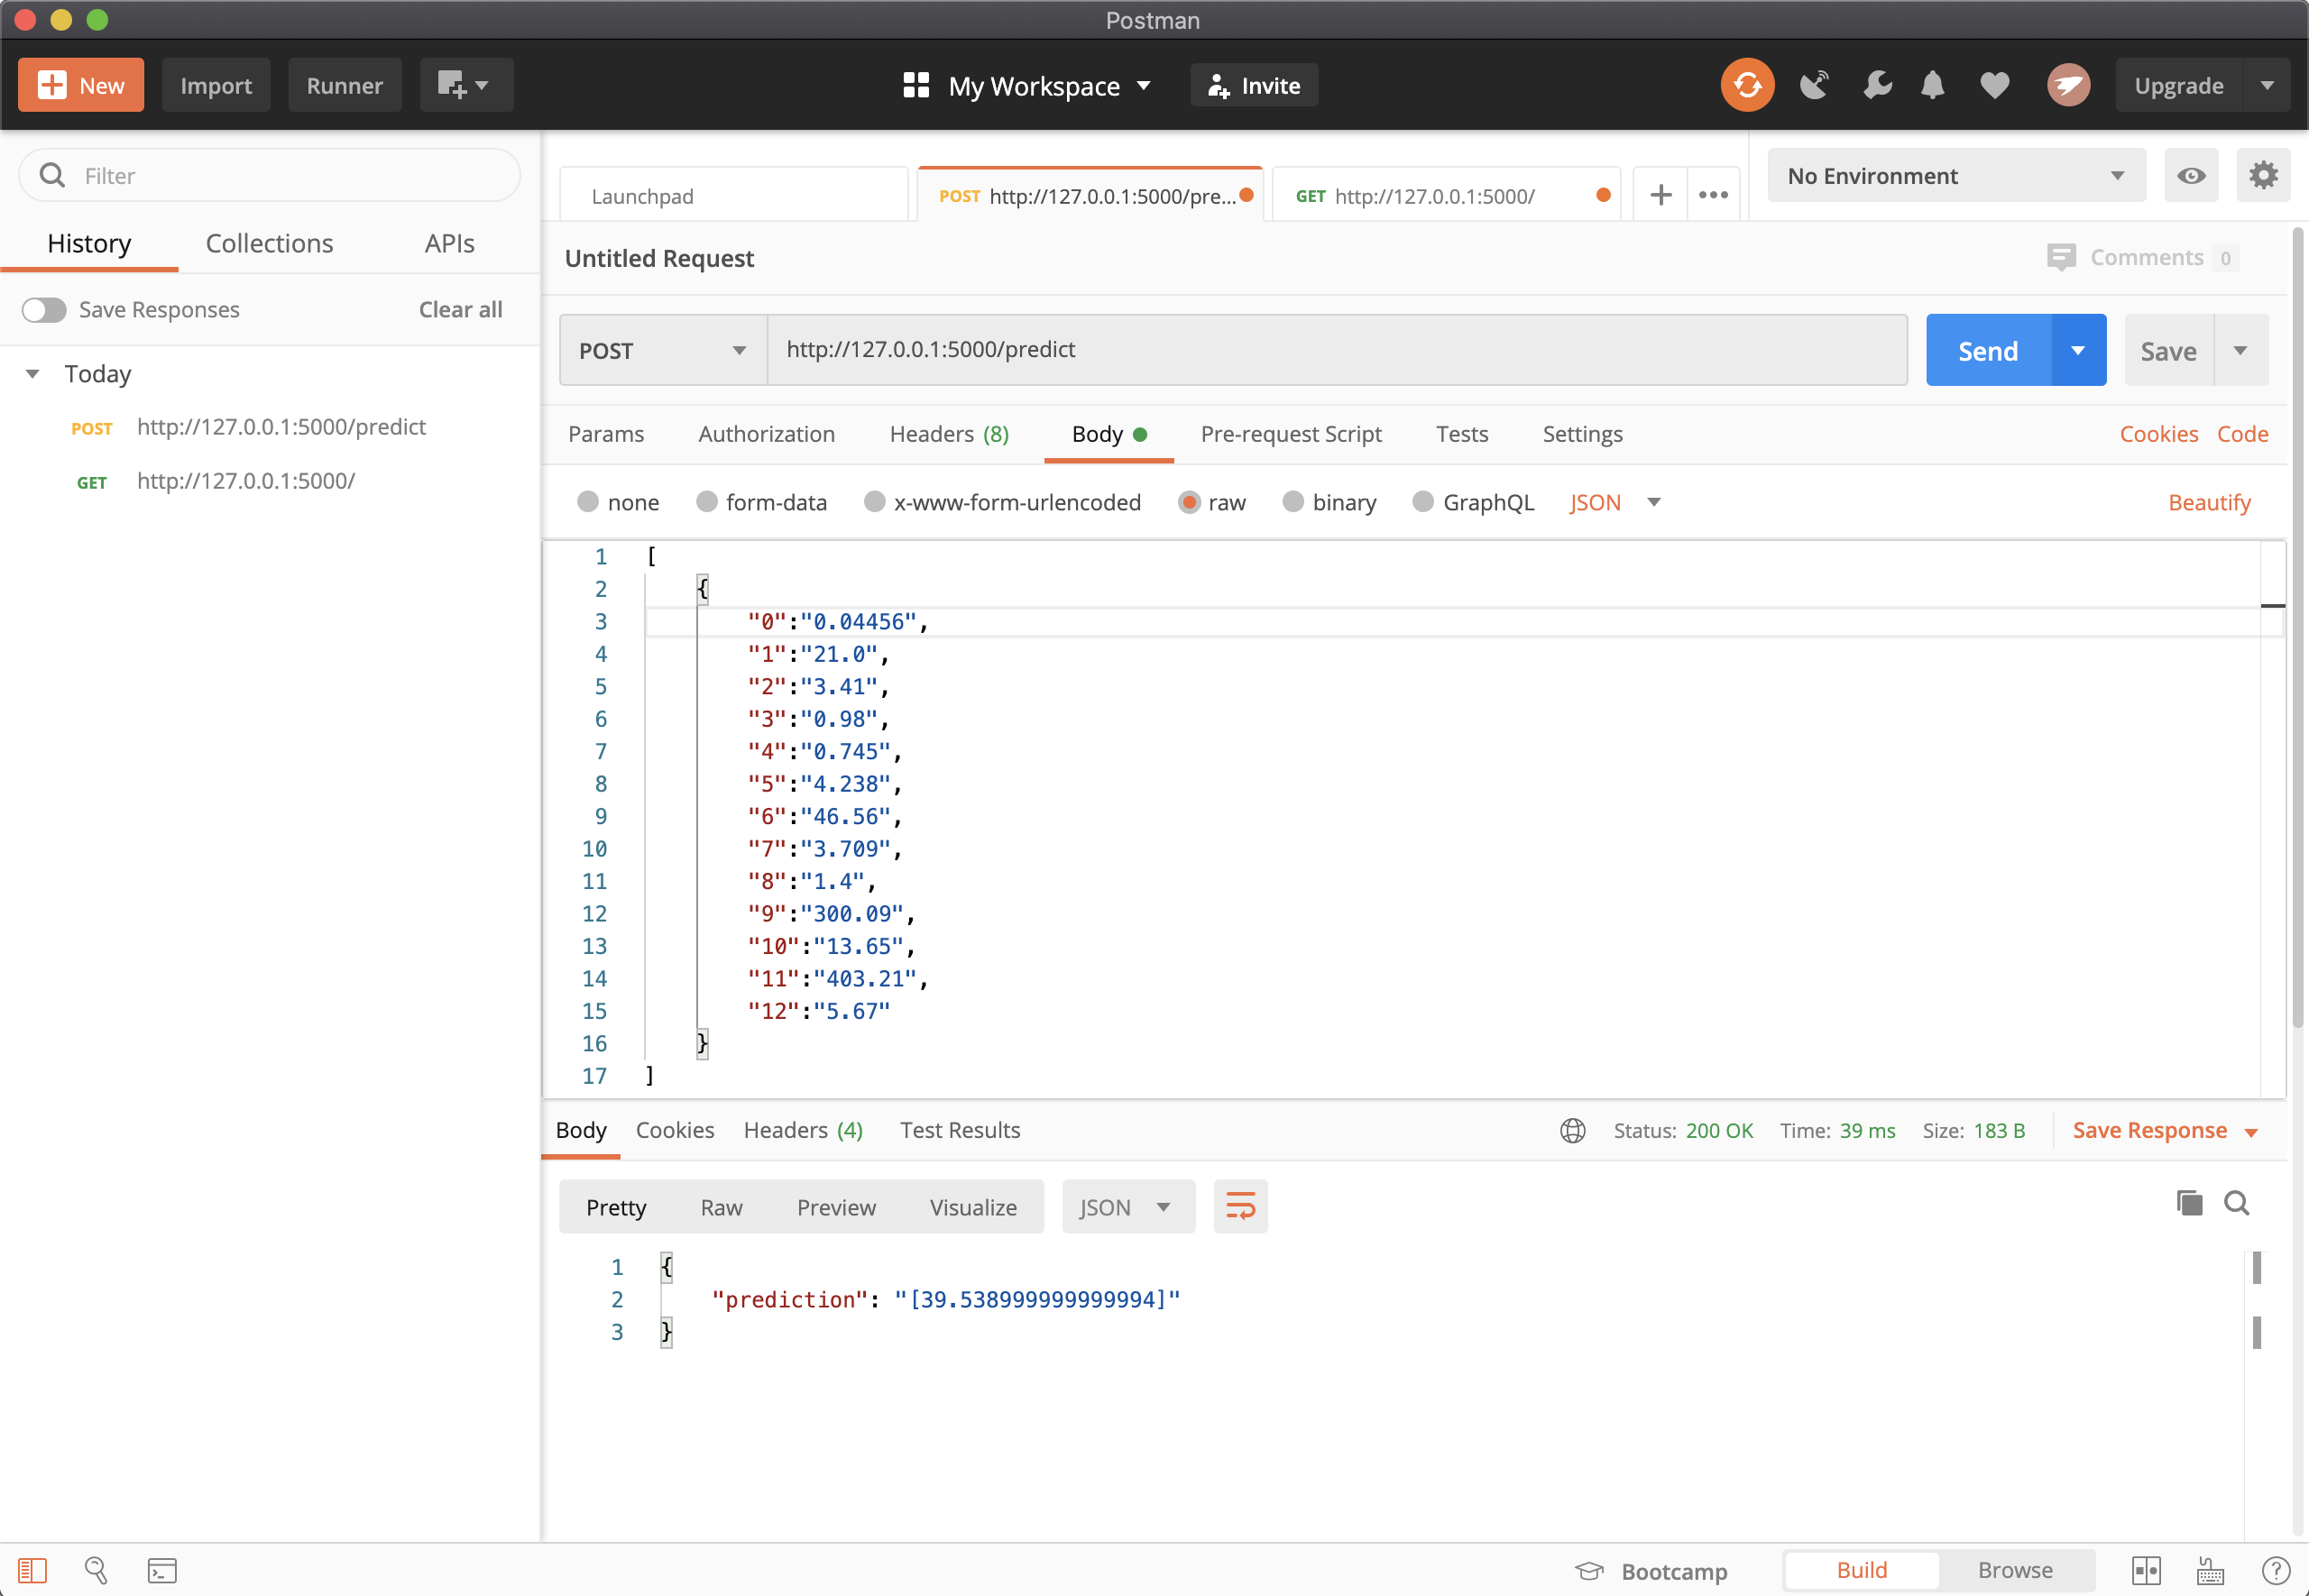 Postman
New Import Runner My Workspace Invite Upgrade
Filter
Launchpad POST http://127.0.0.1:5000/pre... GET http://127.0.0.1:5000/ No Environment
History Collections APIs
Untitled Request Comments 0
Save Responses Clear all
POST http://127.0.0.1:5000/predict Send Save
Today
POST http://127.0.0.1:5000/predict
GET http://127.0.0.1:5000/
Params Authorization Headers (8) Body Pre-request Script Tests Settings Cookies Code
none form-data x-www-form-urlencoded raw binary GraphQL JSON Beautify
1 [
2 {
3 "0":"0.04456",
4 "1":"21.0",
5 "2":"3.41",
6 "3":"0.98",
7 "4":"0.745",
8 "5":"4.238",
9 "6":"46.56",
10 "7":"3.709",
11 "8":"1.4",
12 "9":"300.09",
13 "10":"13.65",
14 "11":"403.21",
15 "12":"5.67"
16 }
17 ]
Body Cookies Headers (4) Test Results Status: 200 OK Time: 39 ms Size: 183 B Save Response
Pretty Raw Preview Visualize JSON
1 {
2 "prediction": "[39.538999999999994]"
3 }
Bootcamp Build Browse